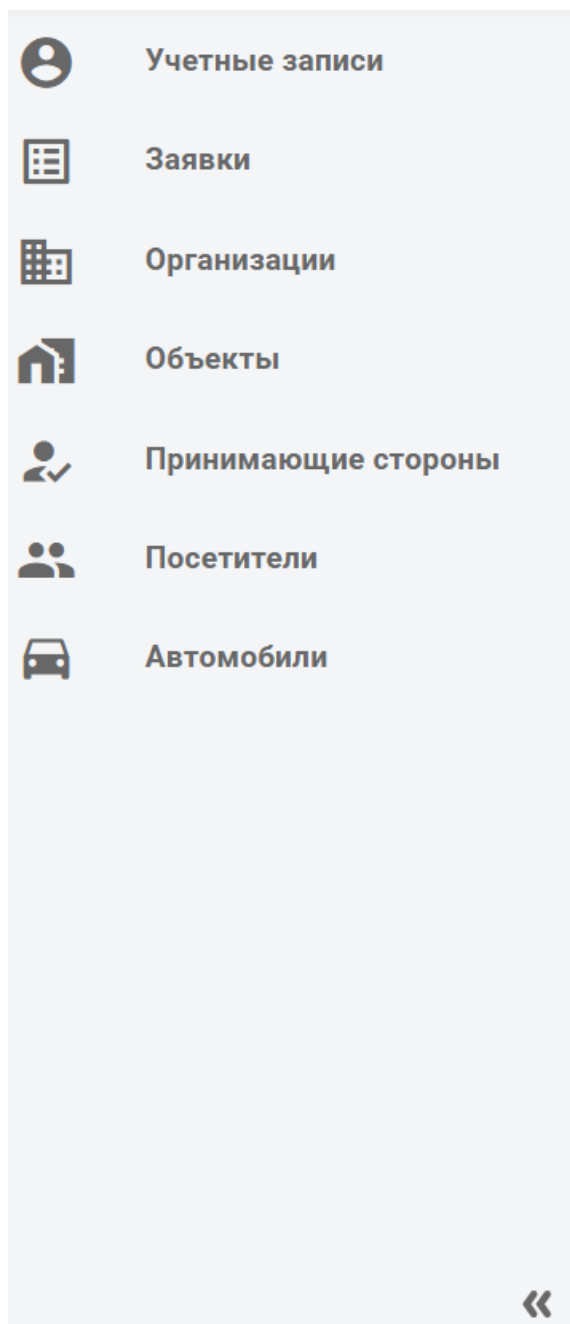 Учетные записи
Заявки
Организации
Объекты
Принимающие стороны
Посетители
Автомобили